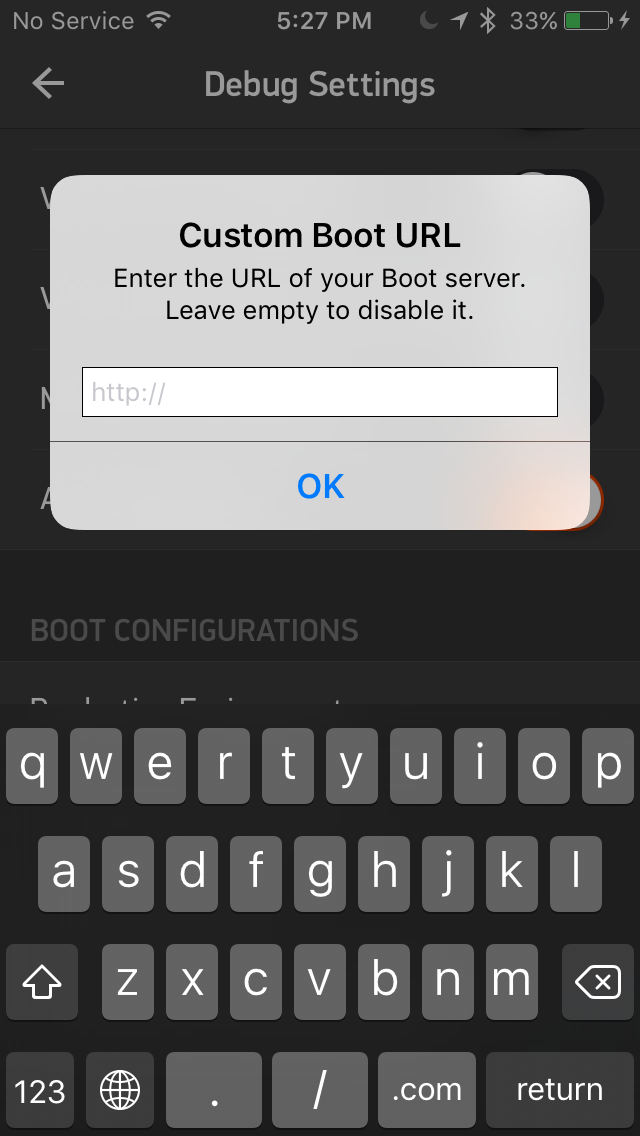 No Service 5:27 PM 33%
Debug Settings
Custom Boot URL
Enter the URL of your Boot server.
Leave empty to disable it.
http://
OK
BOOT CONFIGURATIONS
q w e r t y u i o p
a s d f g h j k l
z x c v b n m
123 . / .com return